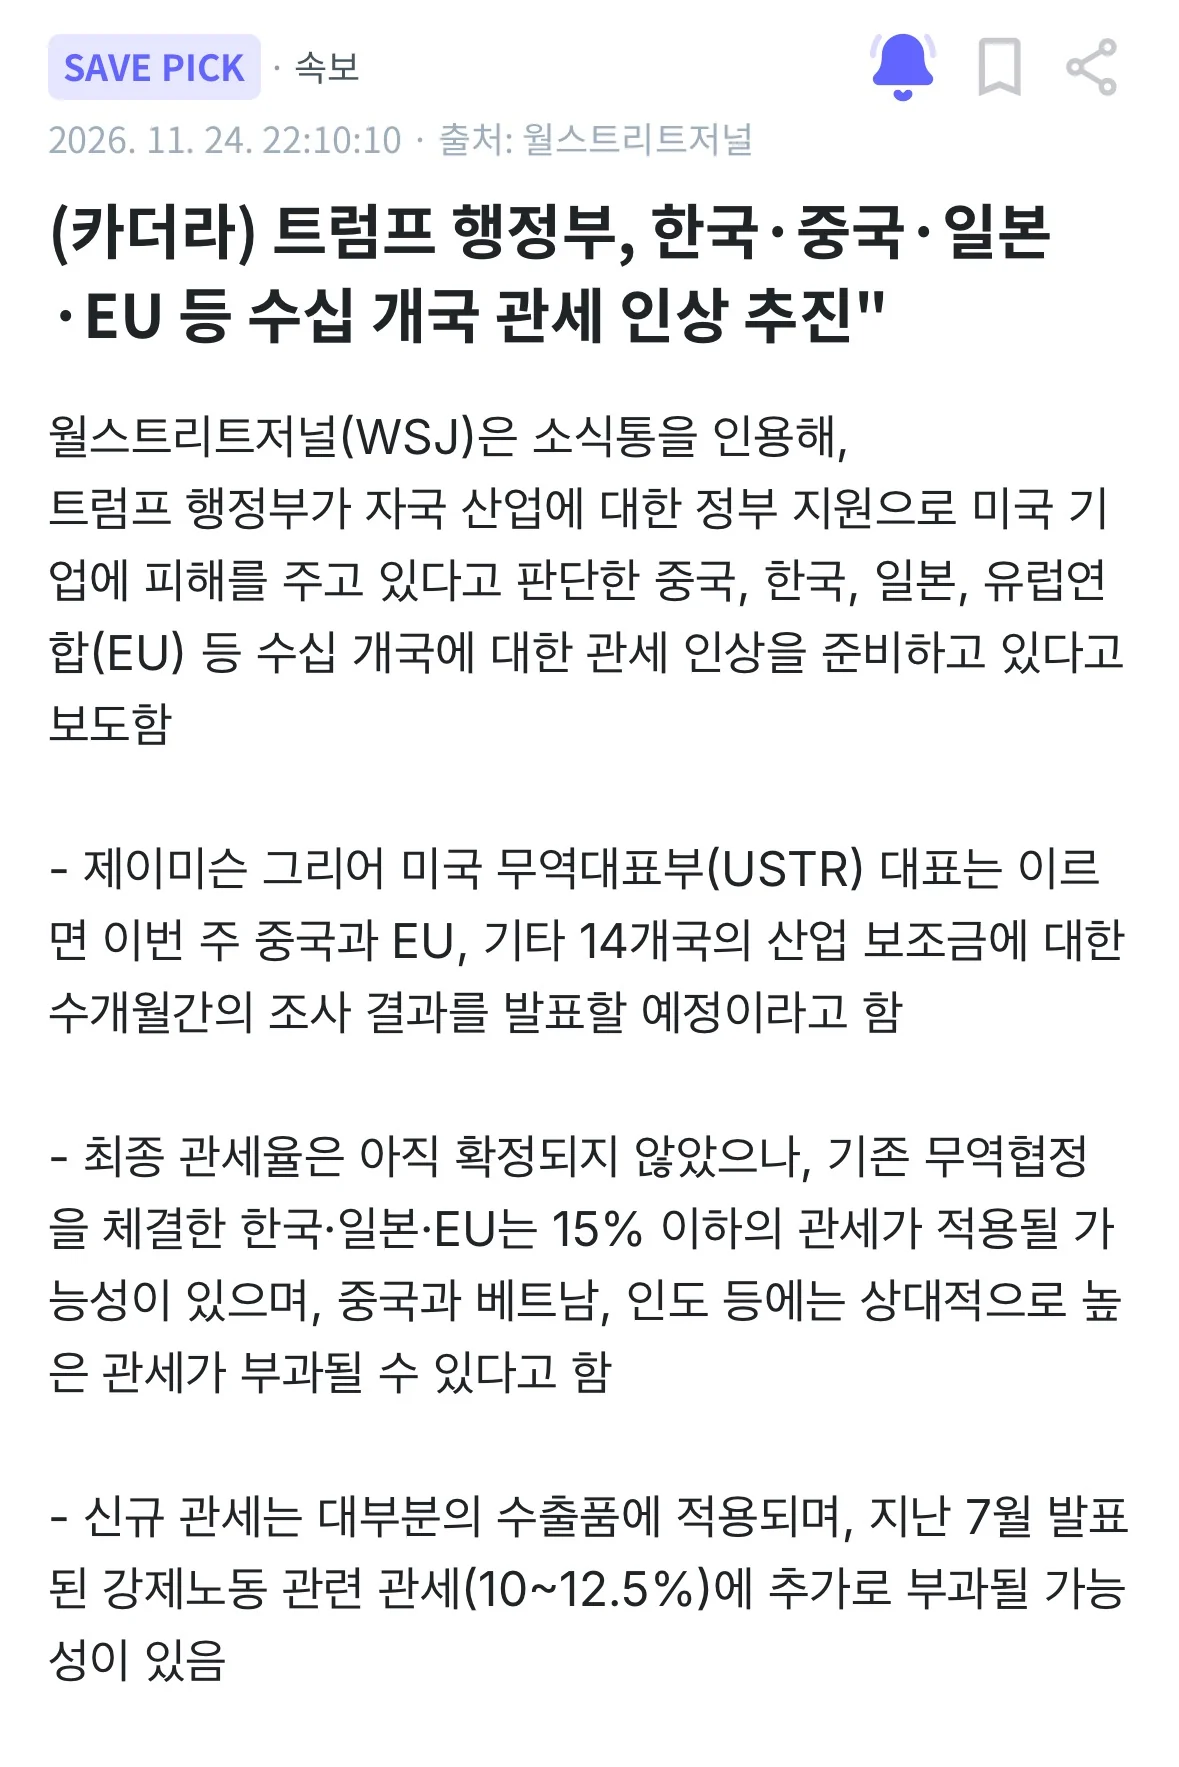 SAVE PICK · 속보
2026. 11. 24. 22:10:10 · 출처: 월스트리트저널
(카더라) 트럼프 행정부, 한국·중국·일본
·EU 등 수십 개국 관세 인상 추진"
월스트리트저널(WSJ)은 소식통을 인용해,
트럼프 행정부가 자국 산업에 대한 정부 지원으로 미국 기
업에 피해를 주고 있다고 판단한 중국, 한국, 일본, 유럽연
합(EU) 등 수십 개국에 대한 관세 인상을 준비하고 있다고
보도함
- 제이미슨 그리어 미국 무역대표부(USTR) 대표는 이르
면 이번 주 중국과 EU, 기타 14개국의 산업 보조금에 대한
수개월간의 조사 결과를 발표할 예정이라고 함
- 최종 관세율은 아직 확정되지 않았으나, 기존 무역협정
을 체결한 한국·일본·EU는 15% 이하의 관세가 적용될 가
능성이 있으며, 중국과 베트남, 인도 등에는 상대적으로 높
은 관세가 부과될 수 있다고 함
- 신규 관세는 대부분의 수출품에 적용되며, 지난 7월 발표
된 강제노동 관련 관세(10~12.5%)에 추가로 부과될 가능
성이 있음